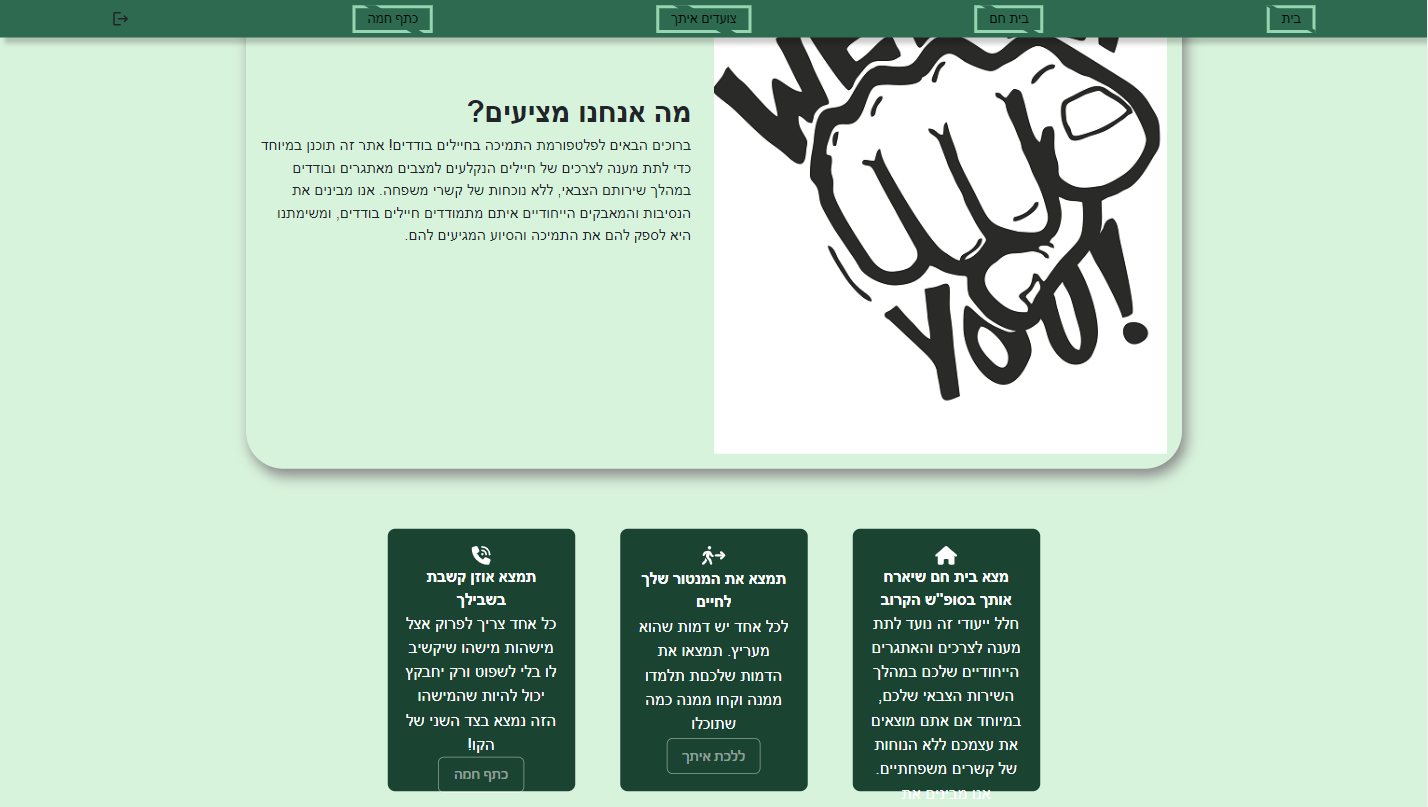 בית
בית חם
צועדים איתך
כתף חמה
YOU!
מה אנחנו מציעים?
ברוכים הבאים לפלטפורמת התמיכה בחיילים בודדים! אתר זה תוכנן במיוחד
כדי לתת מענה לצרכים של חיילים הנקלעים למצבים מאתגרים ובודדים
במהלך שירותם הצבאי, ללא נוכחות של קשרי משפחה. אנו מבינים את
הנסיבות והמאבקים הייחודיים איתם מתמודדים חיילים בודדים, ומשימתנו
היא לספק להם את התמיכה והסיוע המגיעים להם.
מצא בית חם שיארח
אותך בסופ"ש הקרוב
חלל ייעודי זה נועד לתת
מענה לצרכים והאתגרים
הייחודיים שלכם במהלך
השירות הצבאי שלכם,
במיוחד אם אתם מוצאים
את עצמכם ללא הנוחות
של קשרים משפחתיים.
אנו מבינים את
תמצא את המנטור שלך
לחיים
לכל אחד יש דמות שהוא
מעריץ. תמצאו את
הדמות שלכםת תלמדו
ממנה וקחו ממנה כמה
שתוכלו
ללכת איתך
תמצא אוזן קשבת
בשבילך
כל אחד צריך לפרוק אצל
מישהות מישהו שיקשיב
לו בלי לשפוט ורק יחבקץ
יכול להיות שהמישהו
הזה נמצא בצד השני של
הקו!
כתף חמה